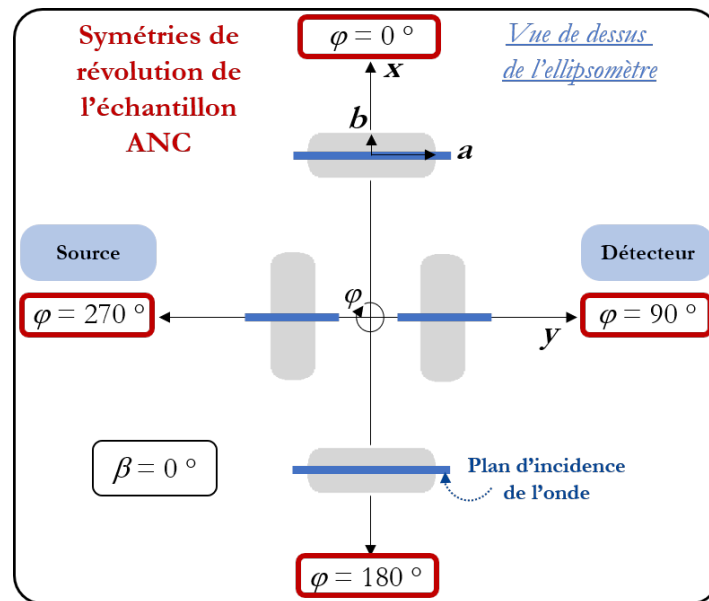 Symétries de
révolution de
l'échantillon
ANC
φ = 0 °
Vue de dessus
de l'ellipsomètre
x
b
a
Source
Détecteur
φ = 270 °
φ
φ = 90 °
y
β = 0 °
Plan d'incidence
de l'onde
φ = 180 °